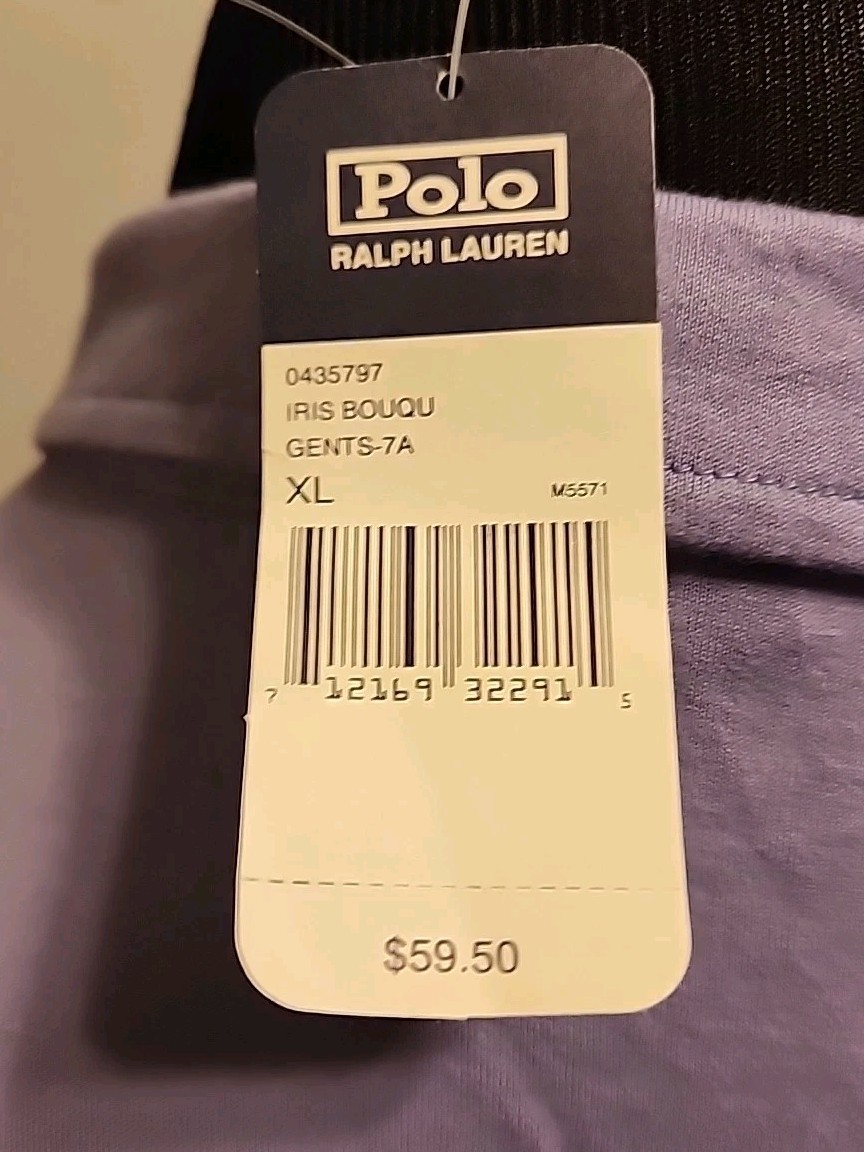 Polo
RALPH LAUREN
0435797
IRIS BOUQU
GENTS-7A
XL
M5571
7 12169 32291 5
$59.50